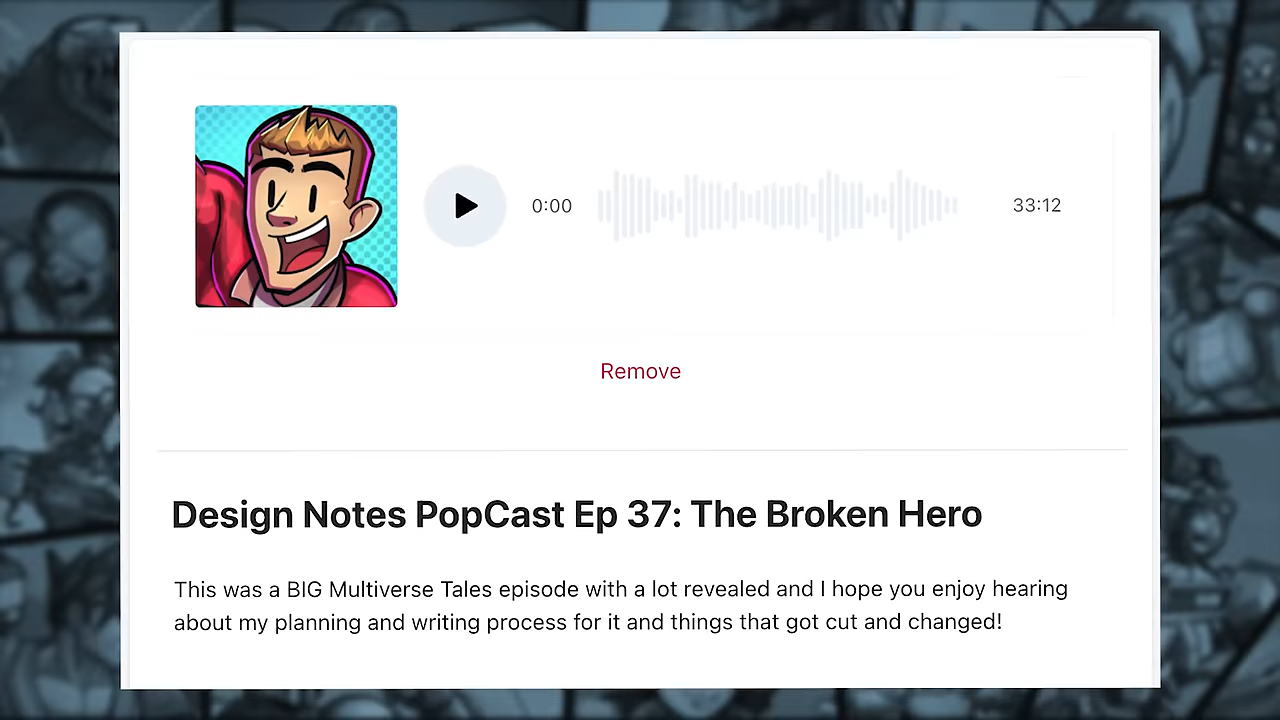 0:00
33:12
Remove
Design Notes PopCast Ep 37: The Broken Hero
This was a BIG Multiverse Tales episode with a lot revealed and I hope you enjoy hearing
about my planning and writing process for it and things that got cut and changed!